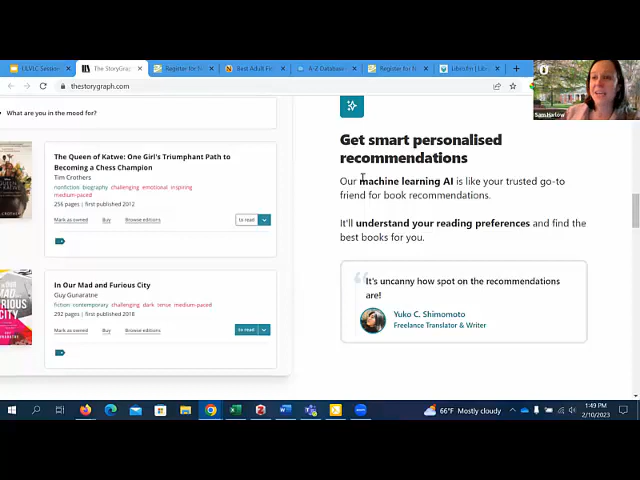 The StoryGrap
Register for S
Best Adult Fi
A-Z Database
Register for N
Libro.fm | Lib
thestorygraph.com
Sam Harlow
What are you in the mood for?
The Queen of Katwe: One Girl's Triumphant Path to
Becoming a Chess Champion
Tim Crothers
nonfiction biography challenging emotional inspiring
medium-paced
256 pages | first published 2012
Mark as owned Buy Browse editions
to read
In Our Mad and Furious City
Guy Gunaratne
fiction contemporary challenging dark tense medium-paced
292 pages | first published 2018
Mark as owned Buy Browse editions
to read
Get smart personalised
recommendations
Our machine learning AI is like your trusted go-to
friend for book recommendations.
It'll understand your reading preferences and find the
best books for you.
It's uncanny how spot on the recommendations
are!
Yuko C. Shimomoto
Freelance Translator & Writer
66°F Mostly cloudy
1:49 PM
2/10/2023